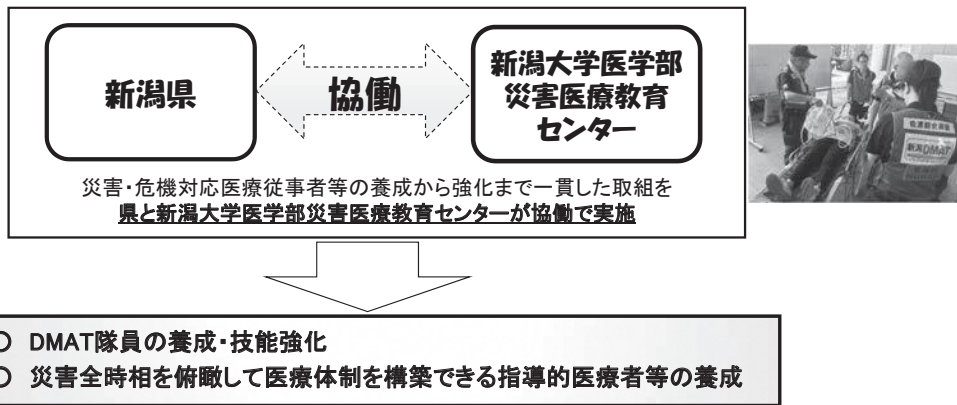 新潟県
協働
新潟大学医学部
災害医療教育
センター
災害・危機対応医療従事者等の養成から強化まで一貫した取組を
県と新潟大学医学部災害医療教育センターが協働で実施
新潟DMAT
○ DMAT隊員の養成・技能強化
○ 災害全時相を俯瞰して医療体制を構築できる指導的医療者等の養成